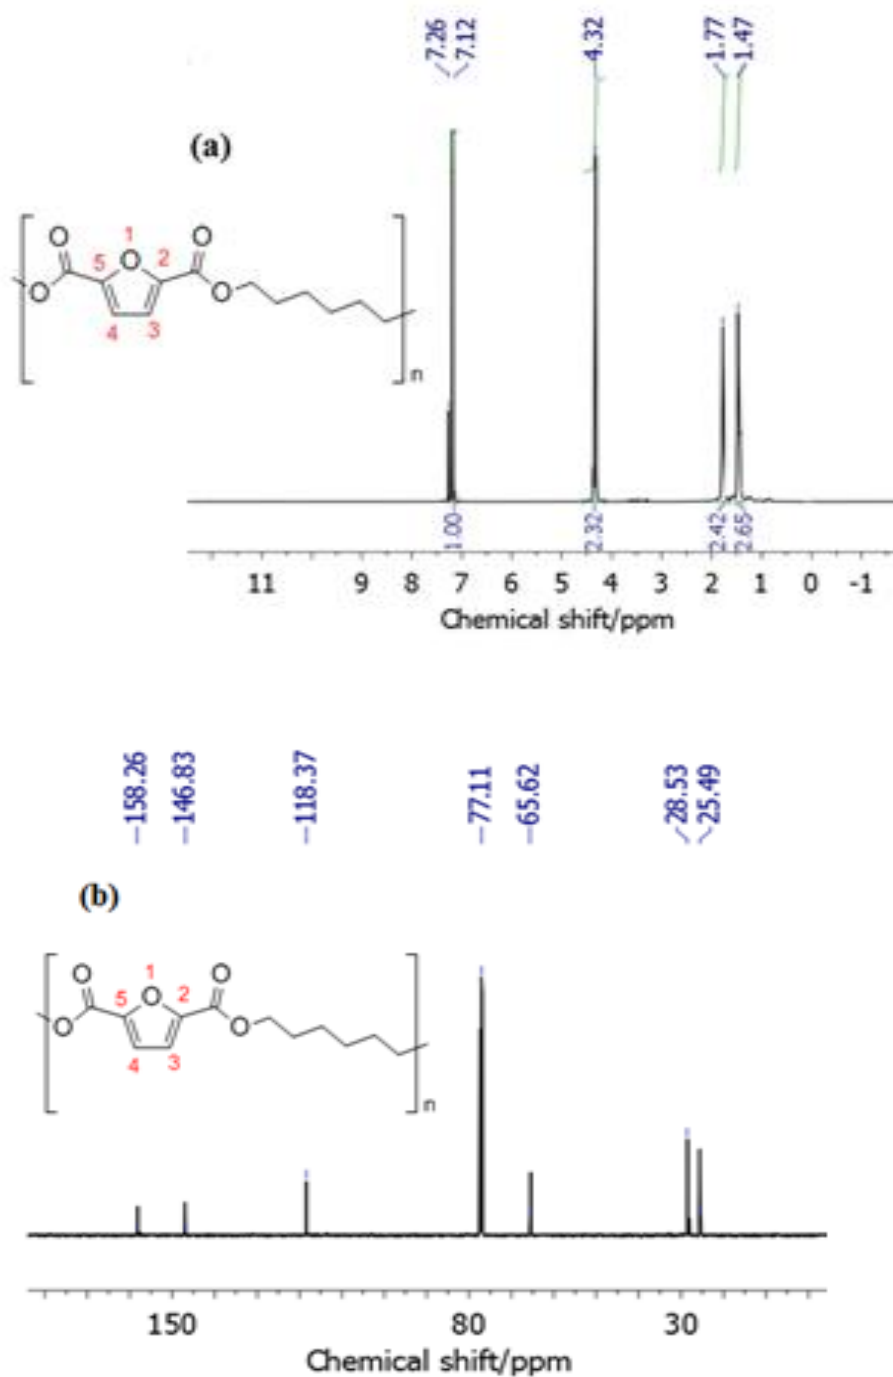 7.26
7.12
4.32
1.77
1.47
(a)
O
O
1
O
5
2
O
O
4
3
n
1.00
2.32
2.42
2.65
11
9
8
7
6
5
4
3
2
1
0
-1
Chemical shift/ppm
158.26
146.83
118.37
77.11
65.62
28.53
25.49
(b)
O
O
1
O
5
2
O
O
4
3
n
150
80
30
Chemical shift/ppm